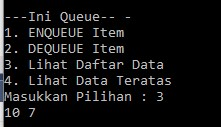 ---Ini Queue-- -
1. ENQUEUE Item
2. DEQUEUE Item
3. Lihat Daftar Data
4. Lihat Data Teratas
Masukkan Pilihan : 3
10 7